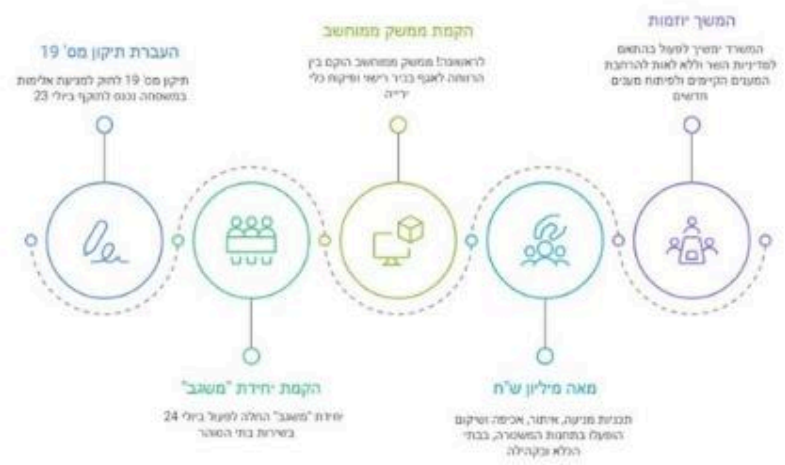 העברת תיקון מס' 19
תיקון מס' 19 לחוק למניעת אלימות
במשפחה נכנס לתוקף ביולי 23
הקמת יחידת "משגב"
יחידת "משגב" החלה לפעול ביולי 24
בשירות בתי הסוהר
הקמת ממשק ממוחשב
לראשונה! ממשק ממוחשב הוקם בין
הרווחה לאגף בכיר רישוי ופיקוח כלי
ירייה
מאה מיליון ש"ח
תכניות מניעה, איתור, אכיפה ושיקום
הופעלו בתחנות המשטרה, בבתי
הכלא ובקהילה
המשך יוזמות
המשרד ימשיך לפעול בהתאם
למדיניות השר וללא לאות להרחבת
המענים הקיימים ולפיתוח מענים
חדשים